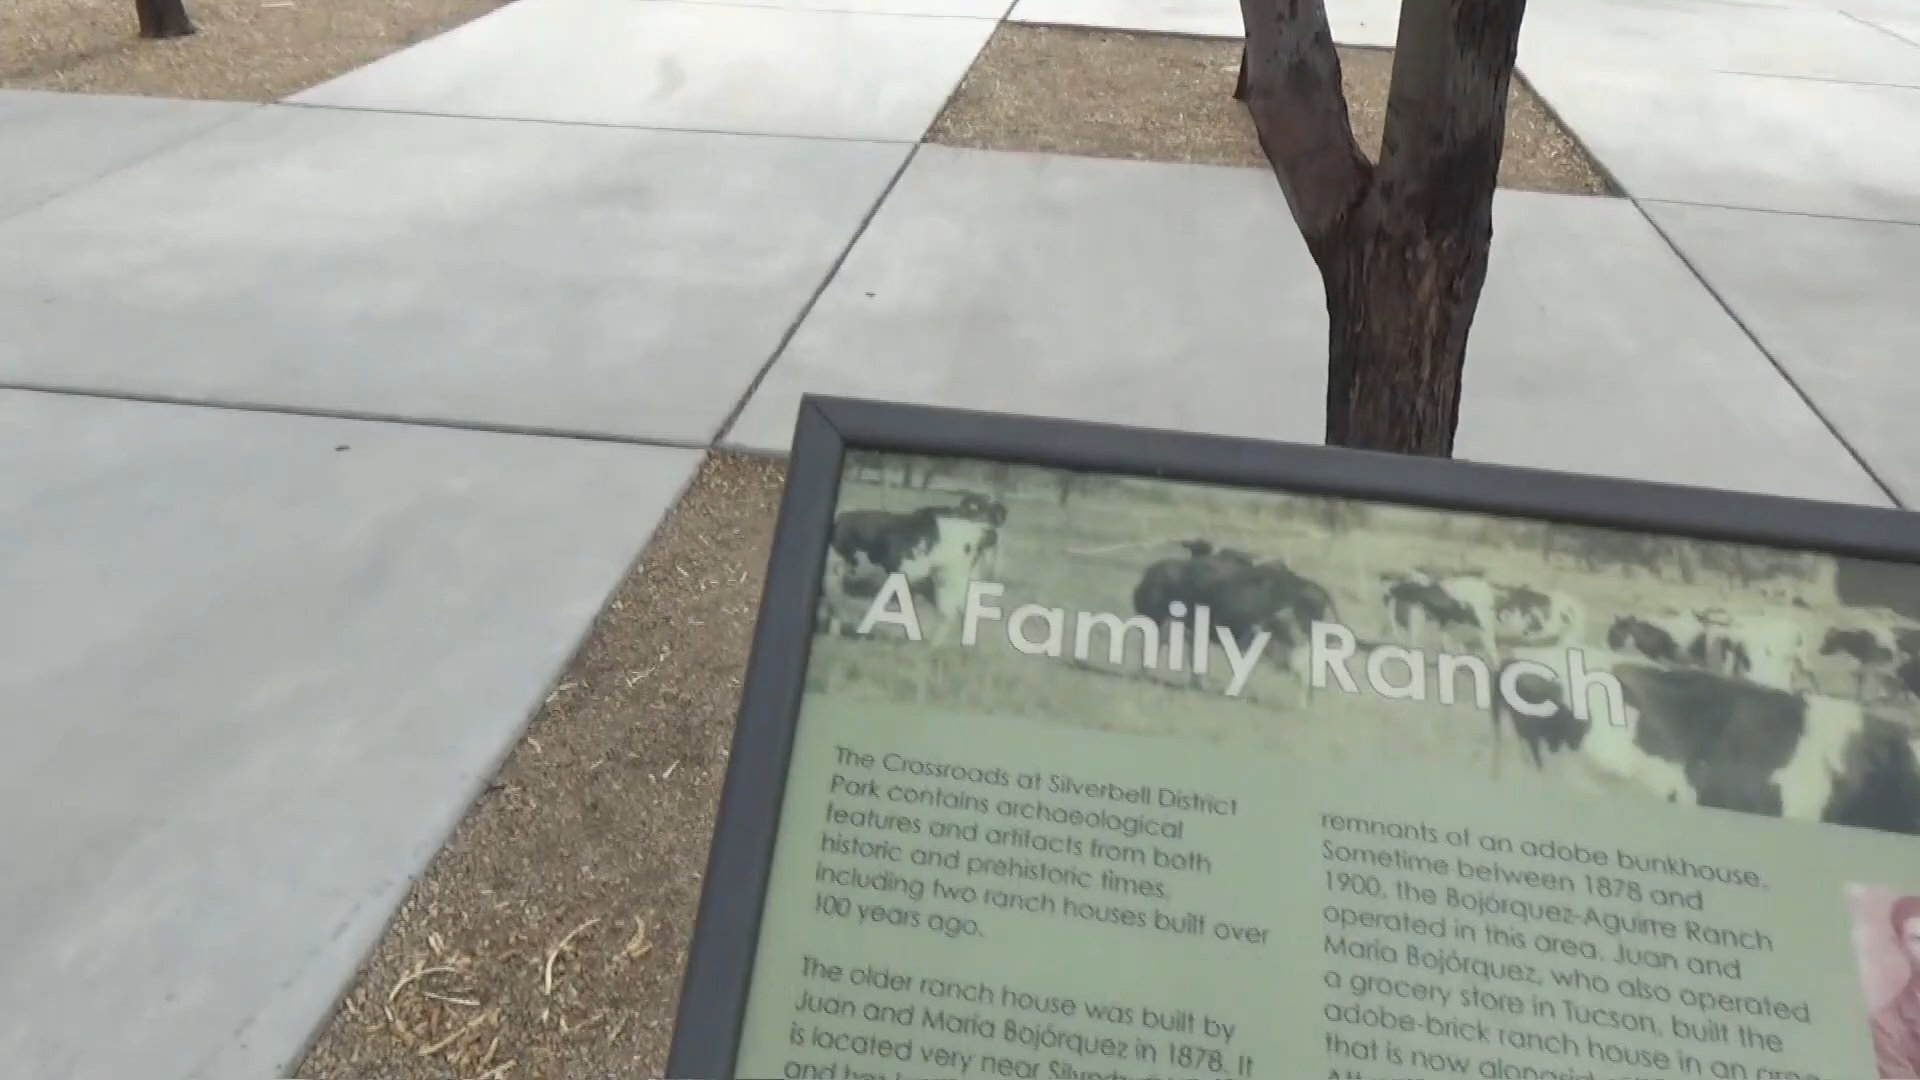 A Family Ranch
The Crossroads at Silverbell District
Park contains archaeological
features and artifacts from both
historic and prehistoric times,
including two ranch houses built over
100 years ago.
The older ranch house was built by
Juan and María Bojórquez in 1878. It
is located very near
and has
remnants of an adobe bunkhouse.
Sometime between 1878 and
1900, the Bojórquez-Aguirre Ranch
operated in this area. Juan and
María Bojórquez, who also operated
a grocery store in Tucson, built the
adobe-brick ranch house in an area
that is now